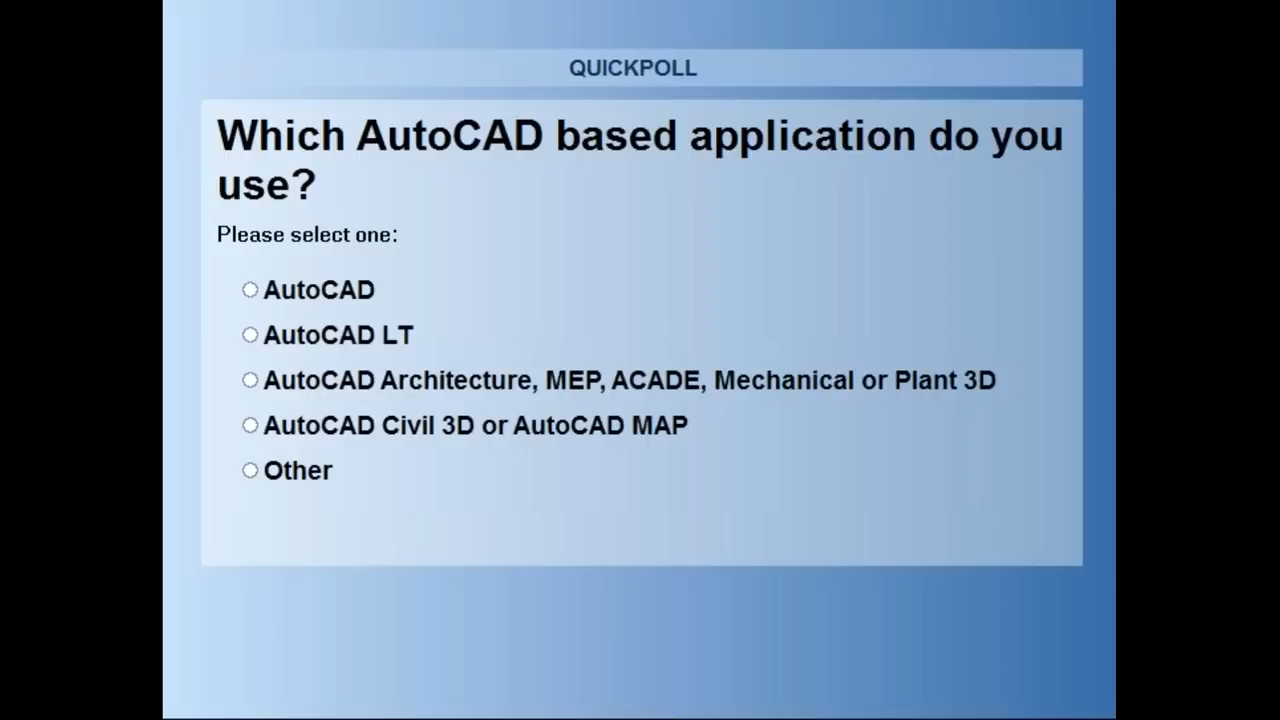 QUICKPOLL
Which AutoCAD based application do you
use?
Please select one:
AutoCAD
AutoCAD LT
AutoCAD Architecture, MEP, ACADE, Mechanical or Plant 3D
AutoCAD Civil 3D or AutoCAD MAP
Other